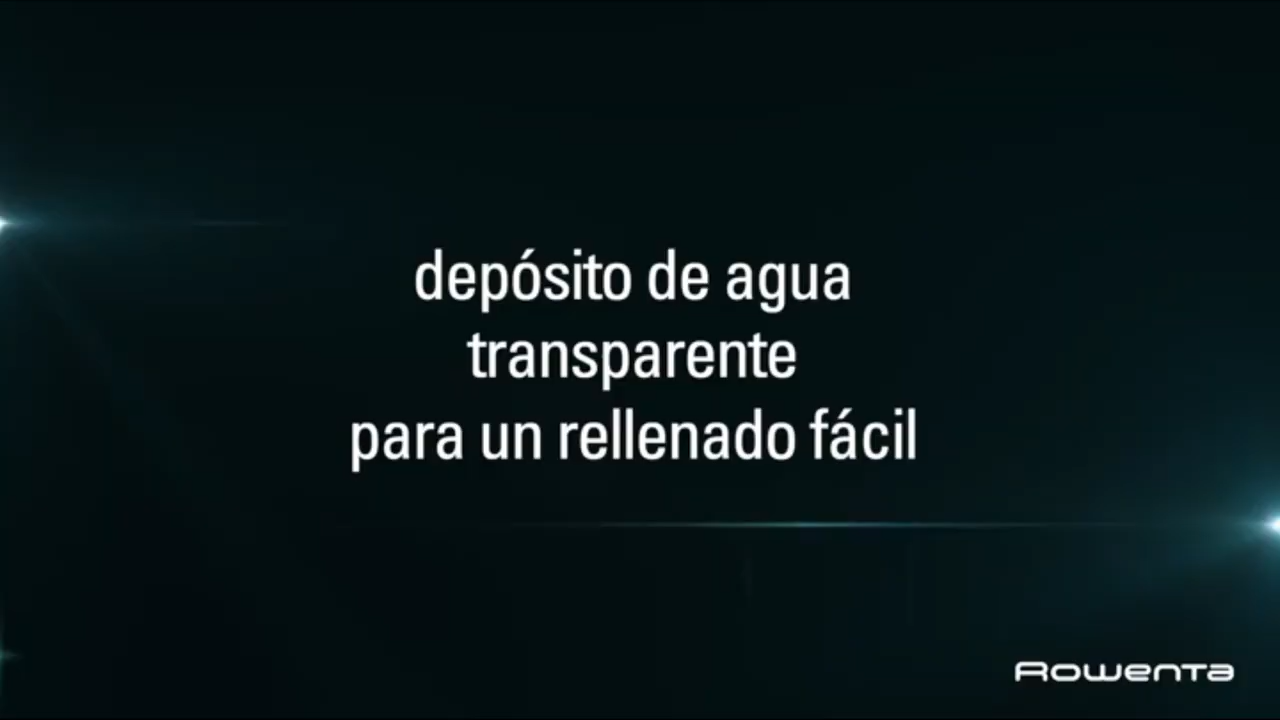 depósito de agua
transparente
para un rellenado fácil
Rowenta